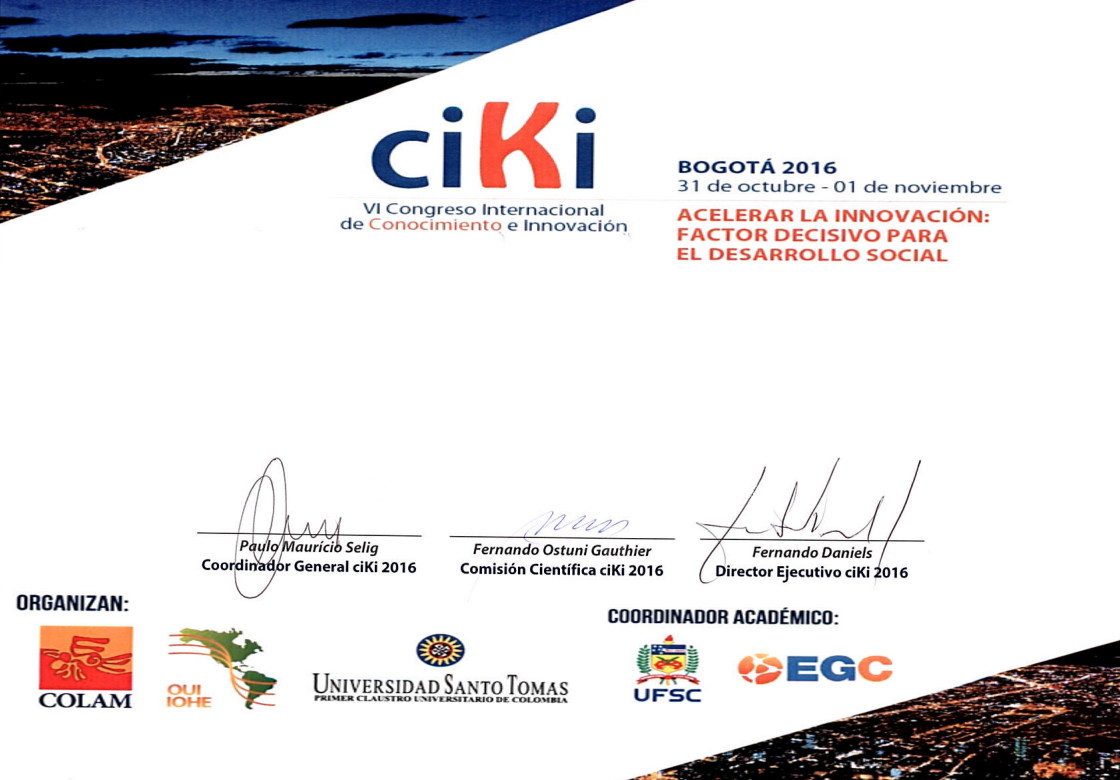 ciKi
VI Congreso Internacional
de Conocimiento e Innovación
BOGOTÁ 2016
31 de octubre - 01 de noviembre
ACELERAR LA INNOVACIÓN:
FACTOR DECISIVO PARA
EL DESARROLLO SOCIAL
Paulo Maurício Selig
Coordinador General ciKi 2016
Fernando Ostuni Gauthier
Comisión Científica ciKi 2016
Fernando Daniels
Director Ejecutivo ciKi 2016
ORGANIZAN:
COLAM
OUI
IOHE
UNIVERSIDAD SANTO TOMAS
PRIMER CLAUSTRO UNIVERSITARIO DE COLOMBIA
COORDINADOR ACADÉMICO:
UFSC
EGC